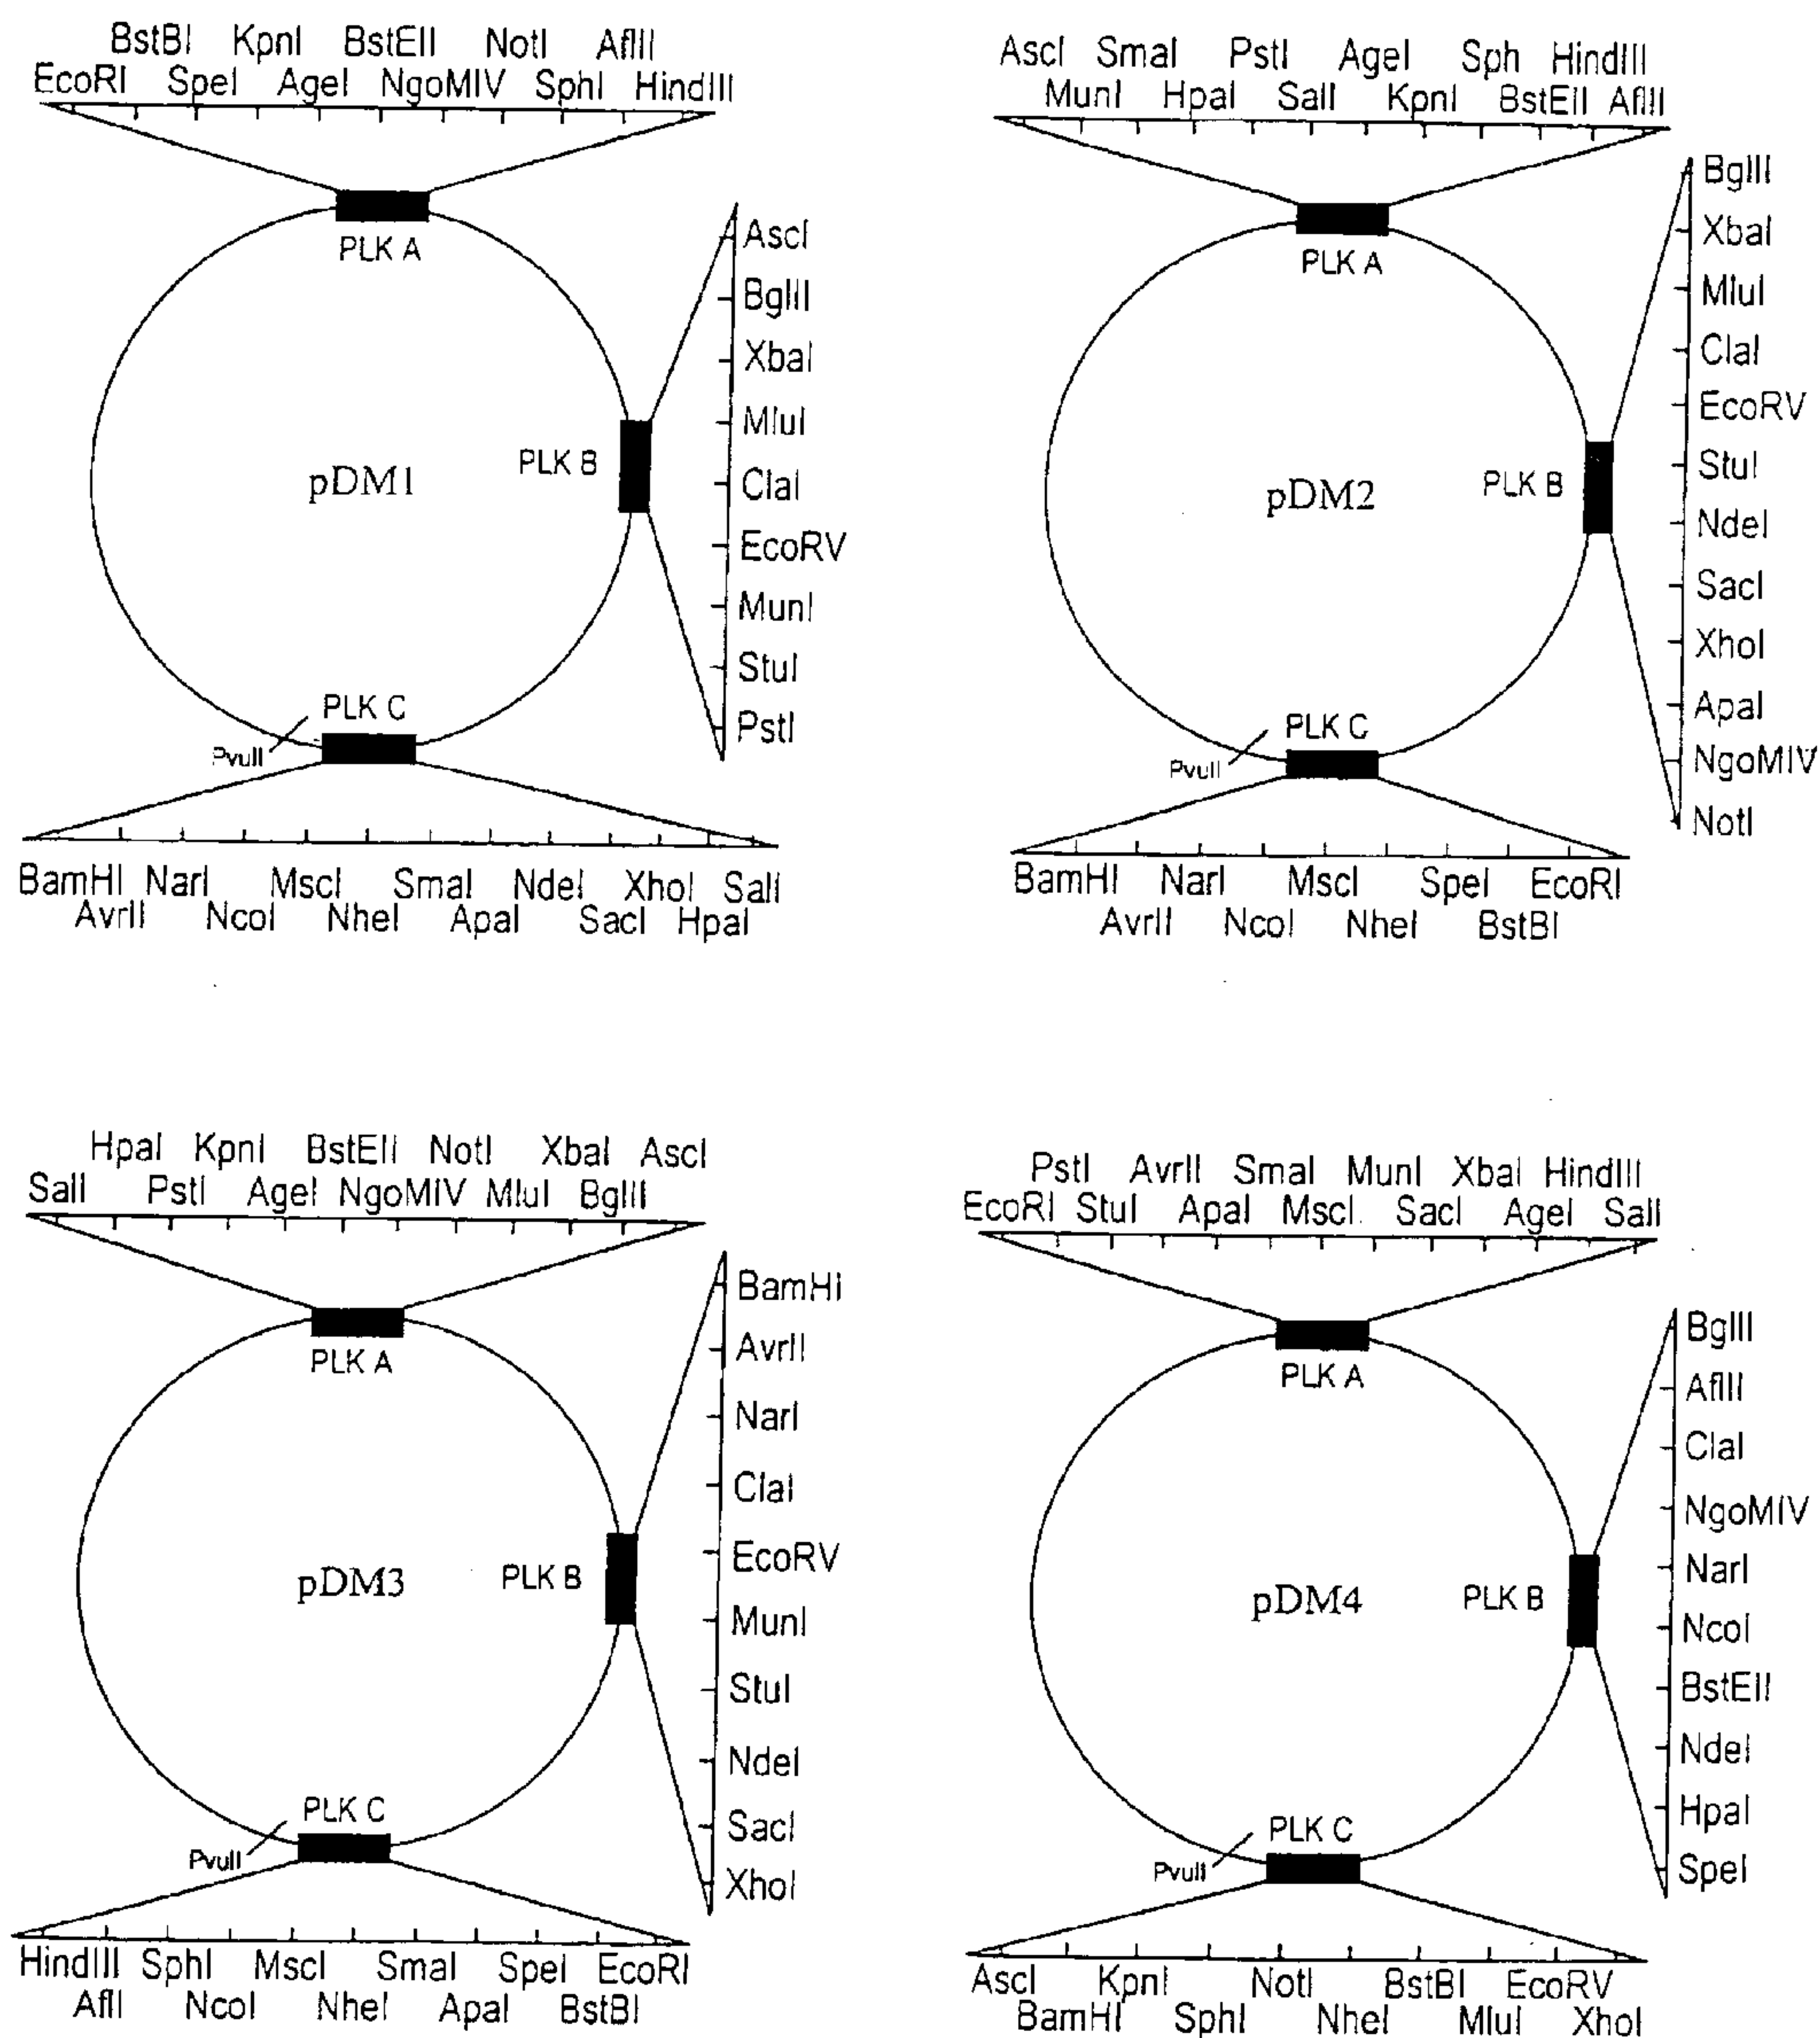 BstBI KpnI BstEII NotI AflII
EcoRI SpeI AgeI NgoMIV SphI HindIII
PLK A
AscI
BglII
XbaI
MluI
PLK B
pDM1
ClaI
EcoRV
MunI
StuI
PstI
PLK C
PvuII
BamHI NarI MscI SmaI NdeI XhoI SalI
AvrII NcoI NheI ApaI SacI HpaI
AscI SmaI PstI AgeI Sph HindIII
MunI HpaI SalI KpnI BstEII AflII
PLK A
BglII
XbaI
MluI
ClaI
EcoRV
StuI
PLK B
pDM2
NdeI
SacI
XhoI
ApaI
NgoMIV
NotI
PLK C
PvuII
BamHI NarI MscI SpeI EcoRI
AvrII NcoI NheI BstBI
HpaI KpnI BstEII NotI XbaI AscI
SalI PstI AgeI NgoMIV MluI BglII
PLK A
BamHI
AvrII
NarI
ClaI
EcoRV
PLK B
pDM3
MunI
StuI
NdeI
SacI
XhoI
PLK C
PvuII
HindIII SphI MscI SmaI SpeI EcoRI
AflI NcoI NheI ApaI BstBI
PstI AvrII SmaI MunI XbaI HindIII
EcoRI StuI ApaI MscI SacI AgeI SalI
PLK A
BglII
AflII
ClaI
NgoMIV
NarI
PLK B
pDM4
NcoI
BstEII
NdeI
HpaI
SpeI
PLK C
PvuII
AscI KpnI NotI BstBI EcoRV
BamHI SphI NheI MluI XhoI